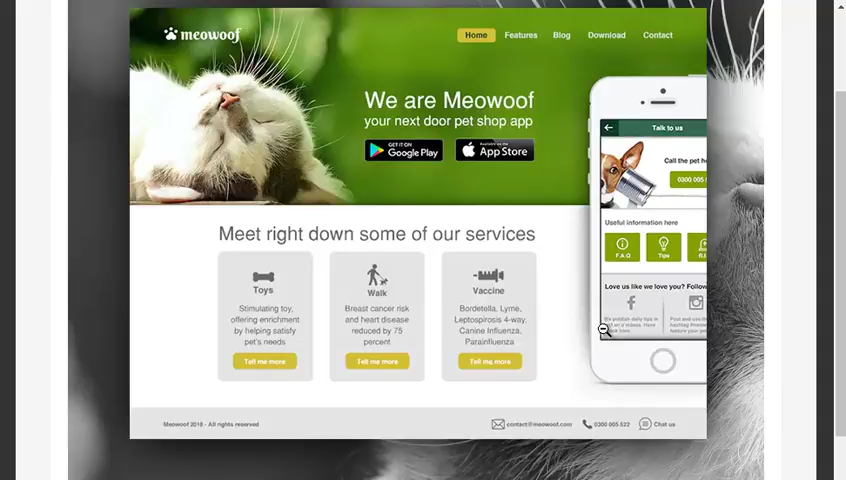 meowoof
Home Features Blog Download Contact
We are Meowoof
your next door pet shop app
GET IT ON
Google Play
Available on the
App Store
Talk to us
Call the pet
0300 005
Useful information here
F.A.Q Tips
Love us like we love you? Follow
Meet right down some of our services
Toys
Stimulating toy,
offering enrichment
by helping satisfy
pet's needs
Tell me more
Walk
Breast cancer risk
and heart disease
reduced by 75
percent
Tell me more
Vaccine
Bordetella, Lyme,
Leptospirosis 4-way,
Canine Influenza,
Parainfluenza
Tell me more
Meowoof 2018 - All rights reserved
contact@meowoof.com 0300 005 522 Chat us